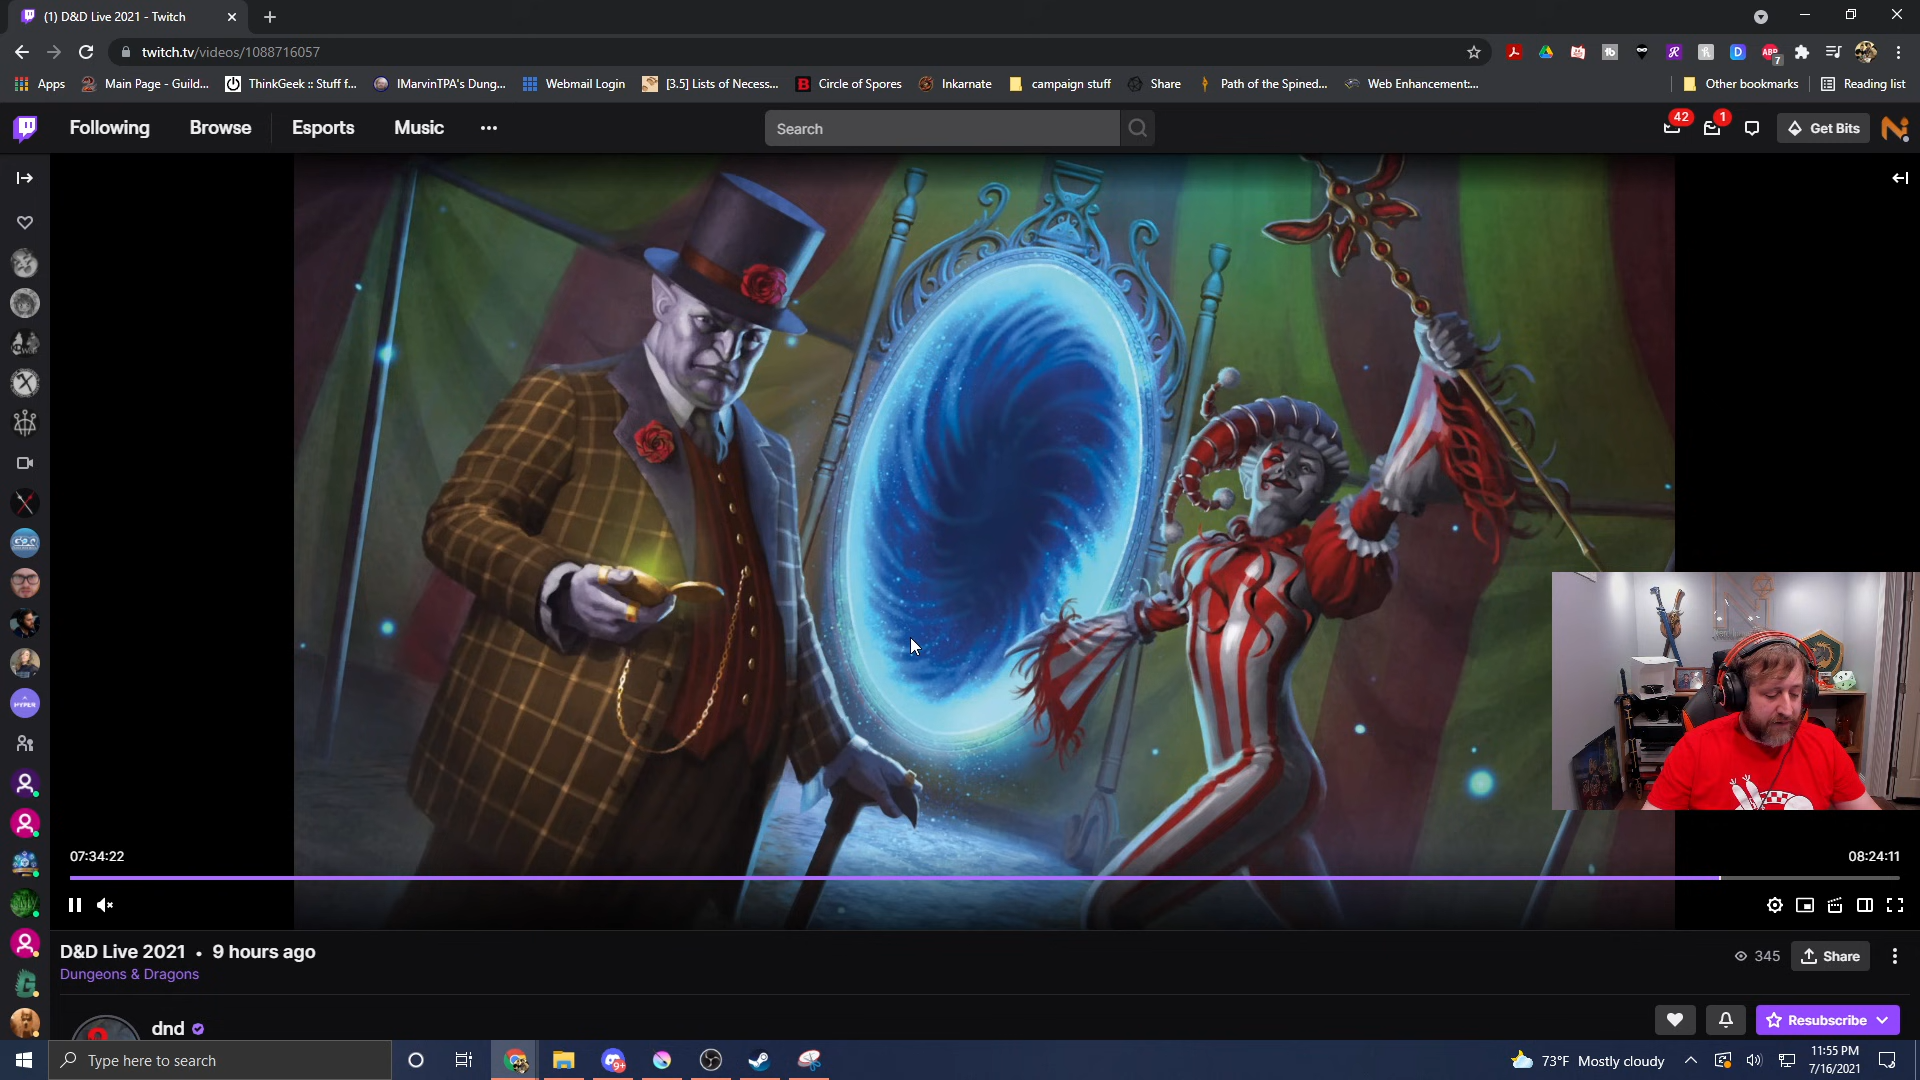 (1) D&D Live 2021 - Twitch
twitch.tv/videos/1088716057
7
Apps
Main Page - Guild...
ThinkGeek :: Stuff f...
IMarvinTPA's Dung...
Webmail Login
[3.5] Lists of Necess...
Circle of Spores
Inkarnate
campaign stuff
Share
Path of the Spined...
Web Enhancement:...
Other bookmarks
Reading list
Following
Browse
Esports
Music
Search
42
1
Get Bits
HYPER
07:34:22
08:24:11
D&D Live 2021 • 9 hours ago
345
Share
Dungeons & Dragons
dnd
Resubscribe
Type here to search
9+
73°F Mostly cloudy
11:55 PM
7/16/2021